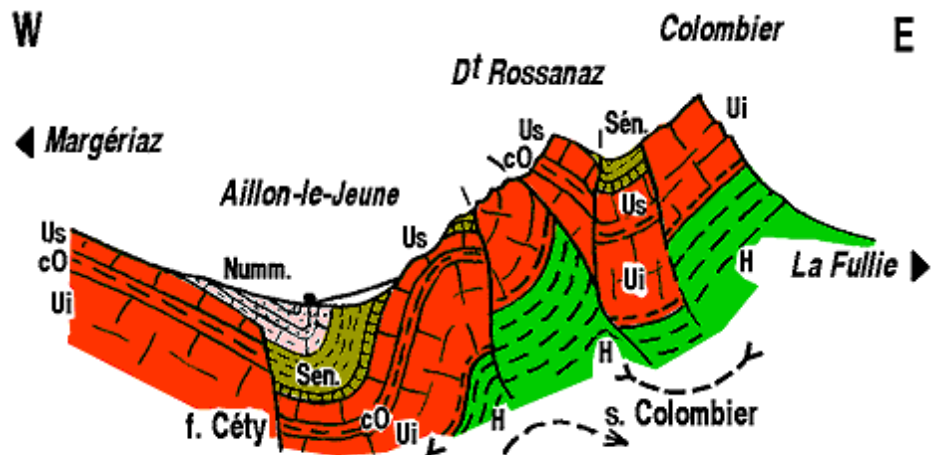 W
Colombier
E
Dt Rossanaz
Us
Sén.
Ui
cO
Margériaz
Aillon-le-Jeune
Us
Us
Us
cO
Numm.
H
La Fullie
Ui
Ui
Sen.
H
f. Céty
cO
Ui
H
s. Colombier